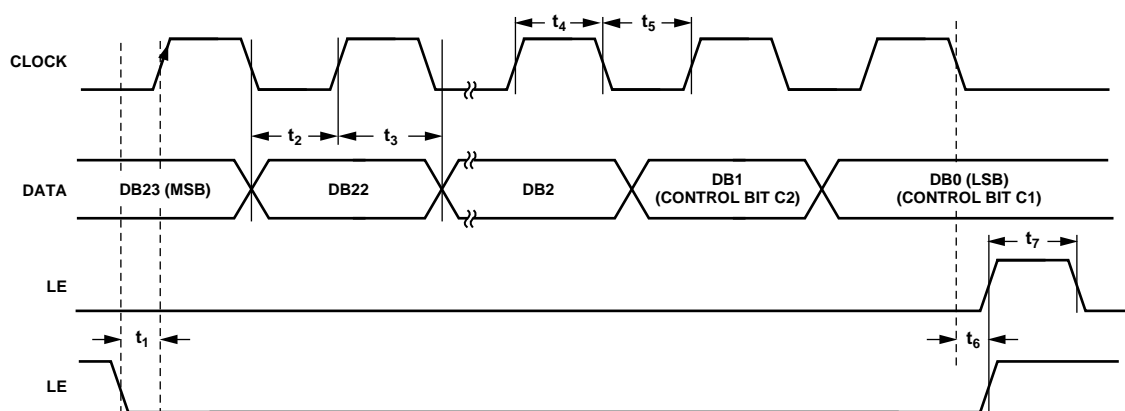 t4
t5
CLOCK
t2
t3
DATA
DB23 (MSB)
DB22
DB2
DB1
(CONTROL BIT C2)
DB0 (LSB)
(CONTROL BIT C1)
t7
LE
t1
t6
LE